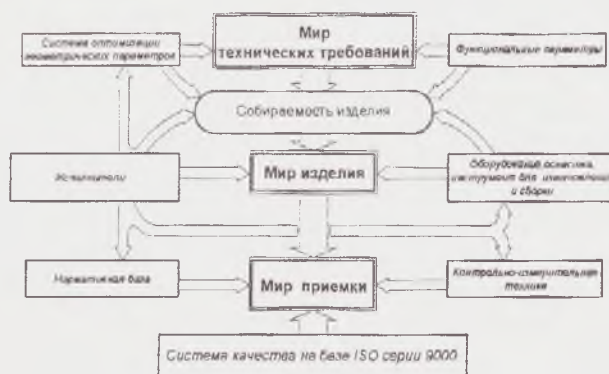 Система оптимизации
геометрических параметров
Мир
технических требований
Функциональные параметры
Собираемость изделия
Исполнители
Мир изделия
Оборудование, оснастка,
инструмент для изготовления
и сборки
Нормативная база
Мир приемки
Контрольно-измерительная
техника
Система качества на базе ISO серии 9000